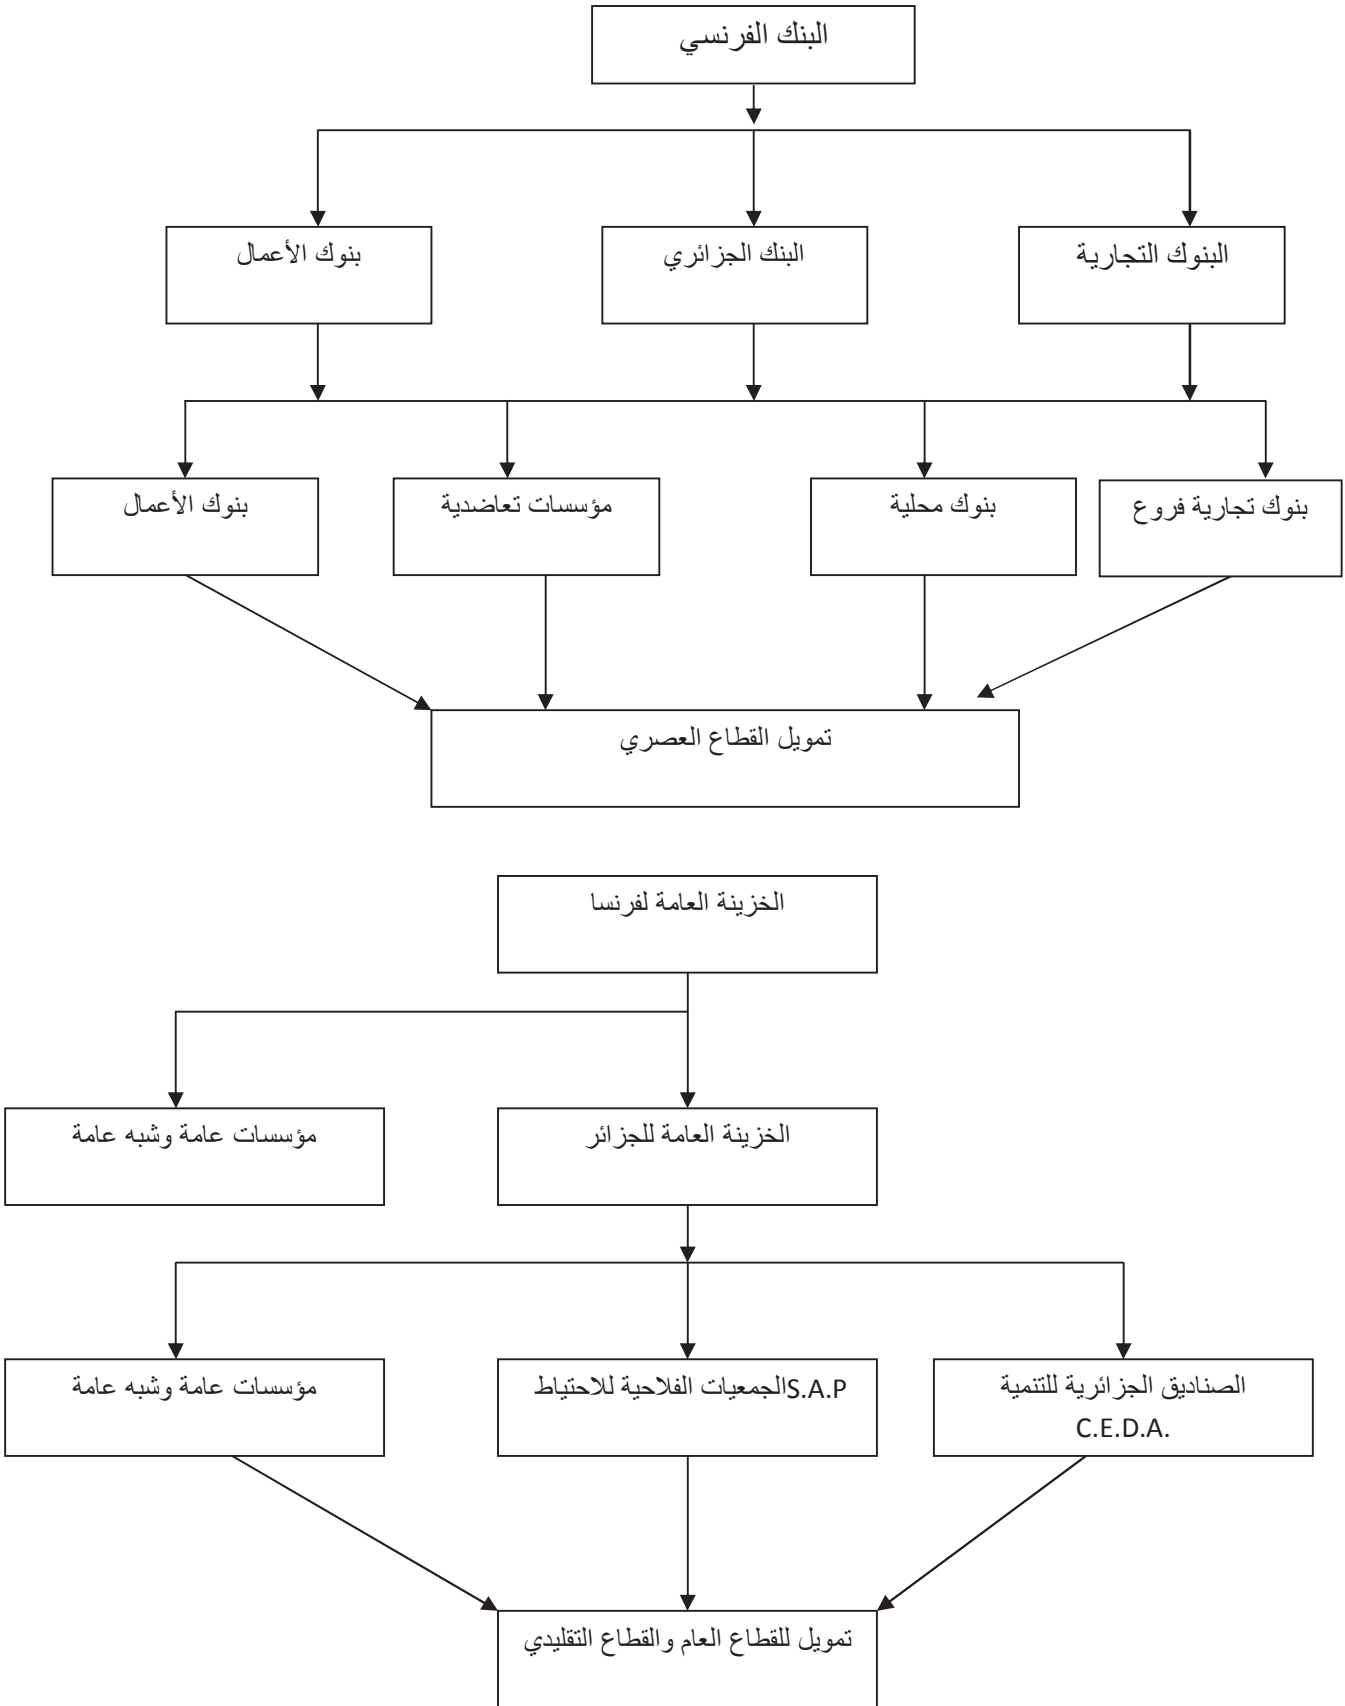 البنك الفرنسي
البنوك التجارية
البنك الجزائري
بنوك الأعمال
بنوك تجارية فروع
بنوك محلية
مؤسسات تعاضدية
بنوك الأعمال
تمويل القطاع العصري
الخزينة العامة لفرنسا
الخزينة العامة للجزائر
مؤسسات عامة وشبه عامة
الصناديق الجزائرية للتنمية
C.E.D.A.
الجمعيات الفلاحية للاحتياط S.A.P
مؤسسات عامة وشبه عامة
تمويل للقطاع العام والقطاع التقليدي